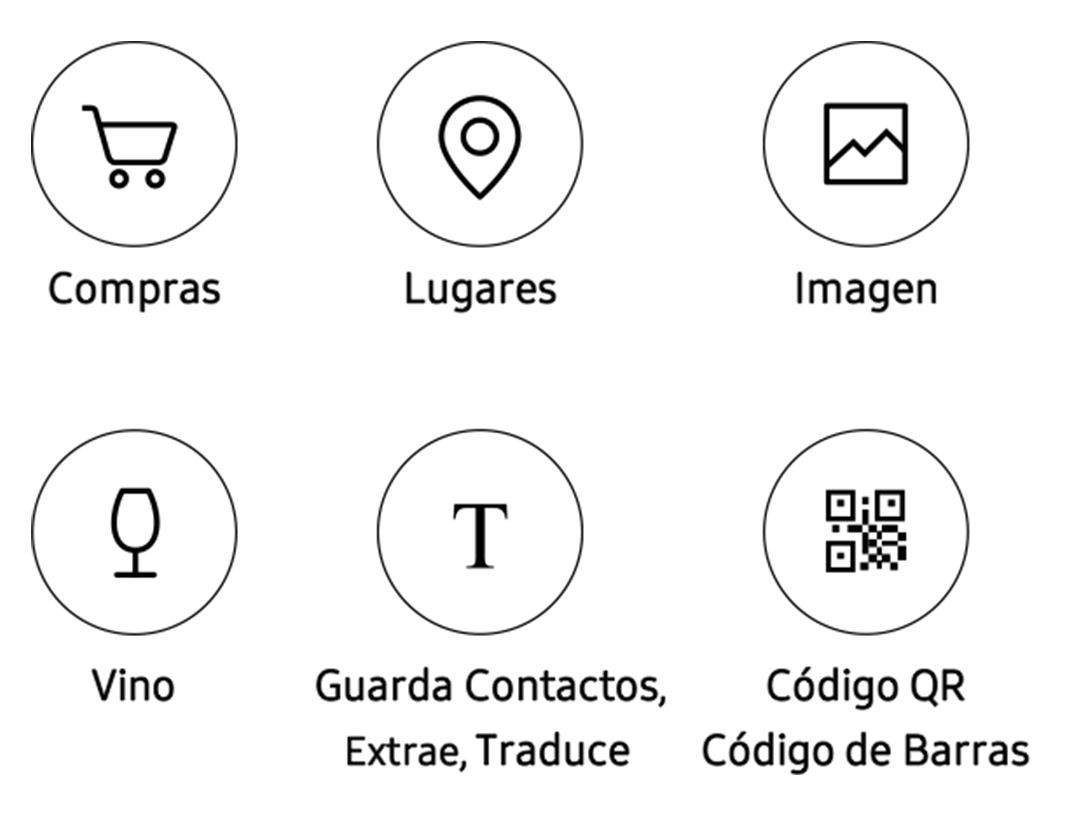 Compras
Lugares
Imagen
Vino
T
Guarda Contactos,
Extrae, Traduce
Código QR
Código de Barras